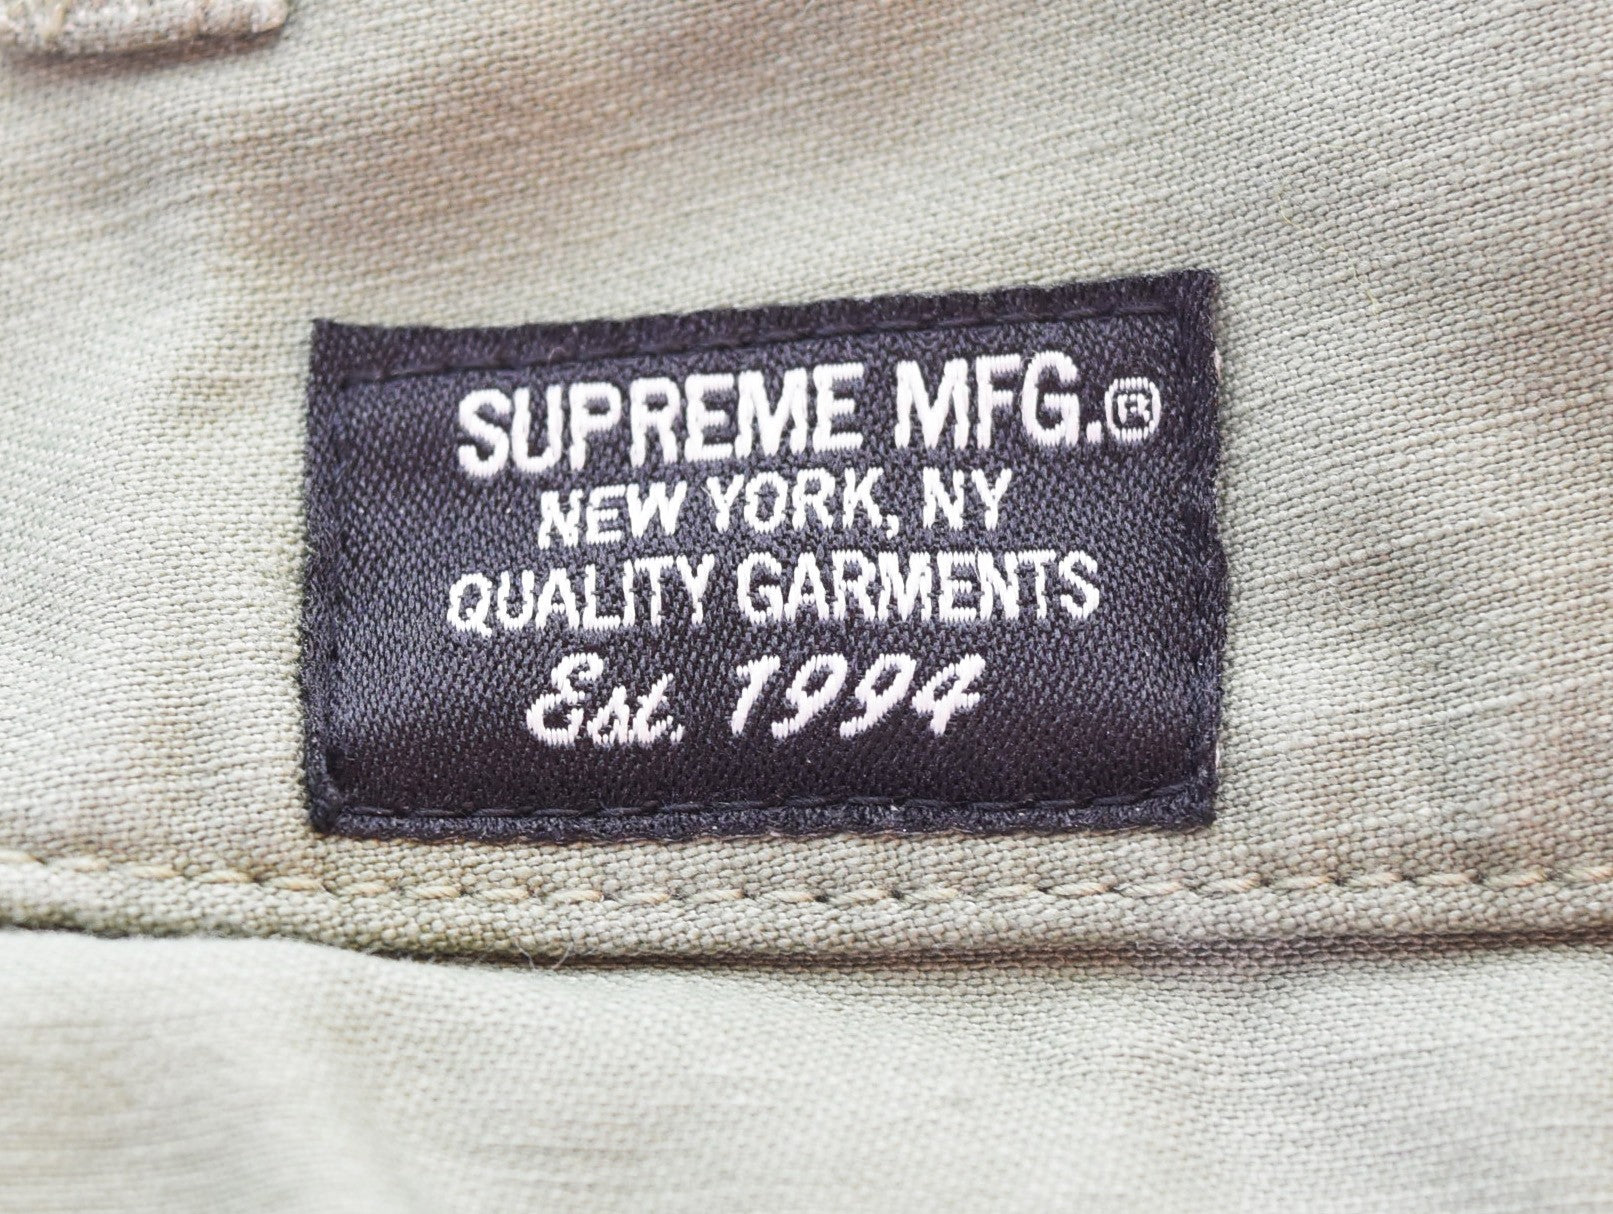 SUPREME MFG.®
NEW YORK, NY
QUALITY GARMENTS
Est. 1994